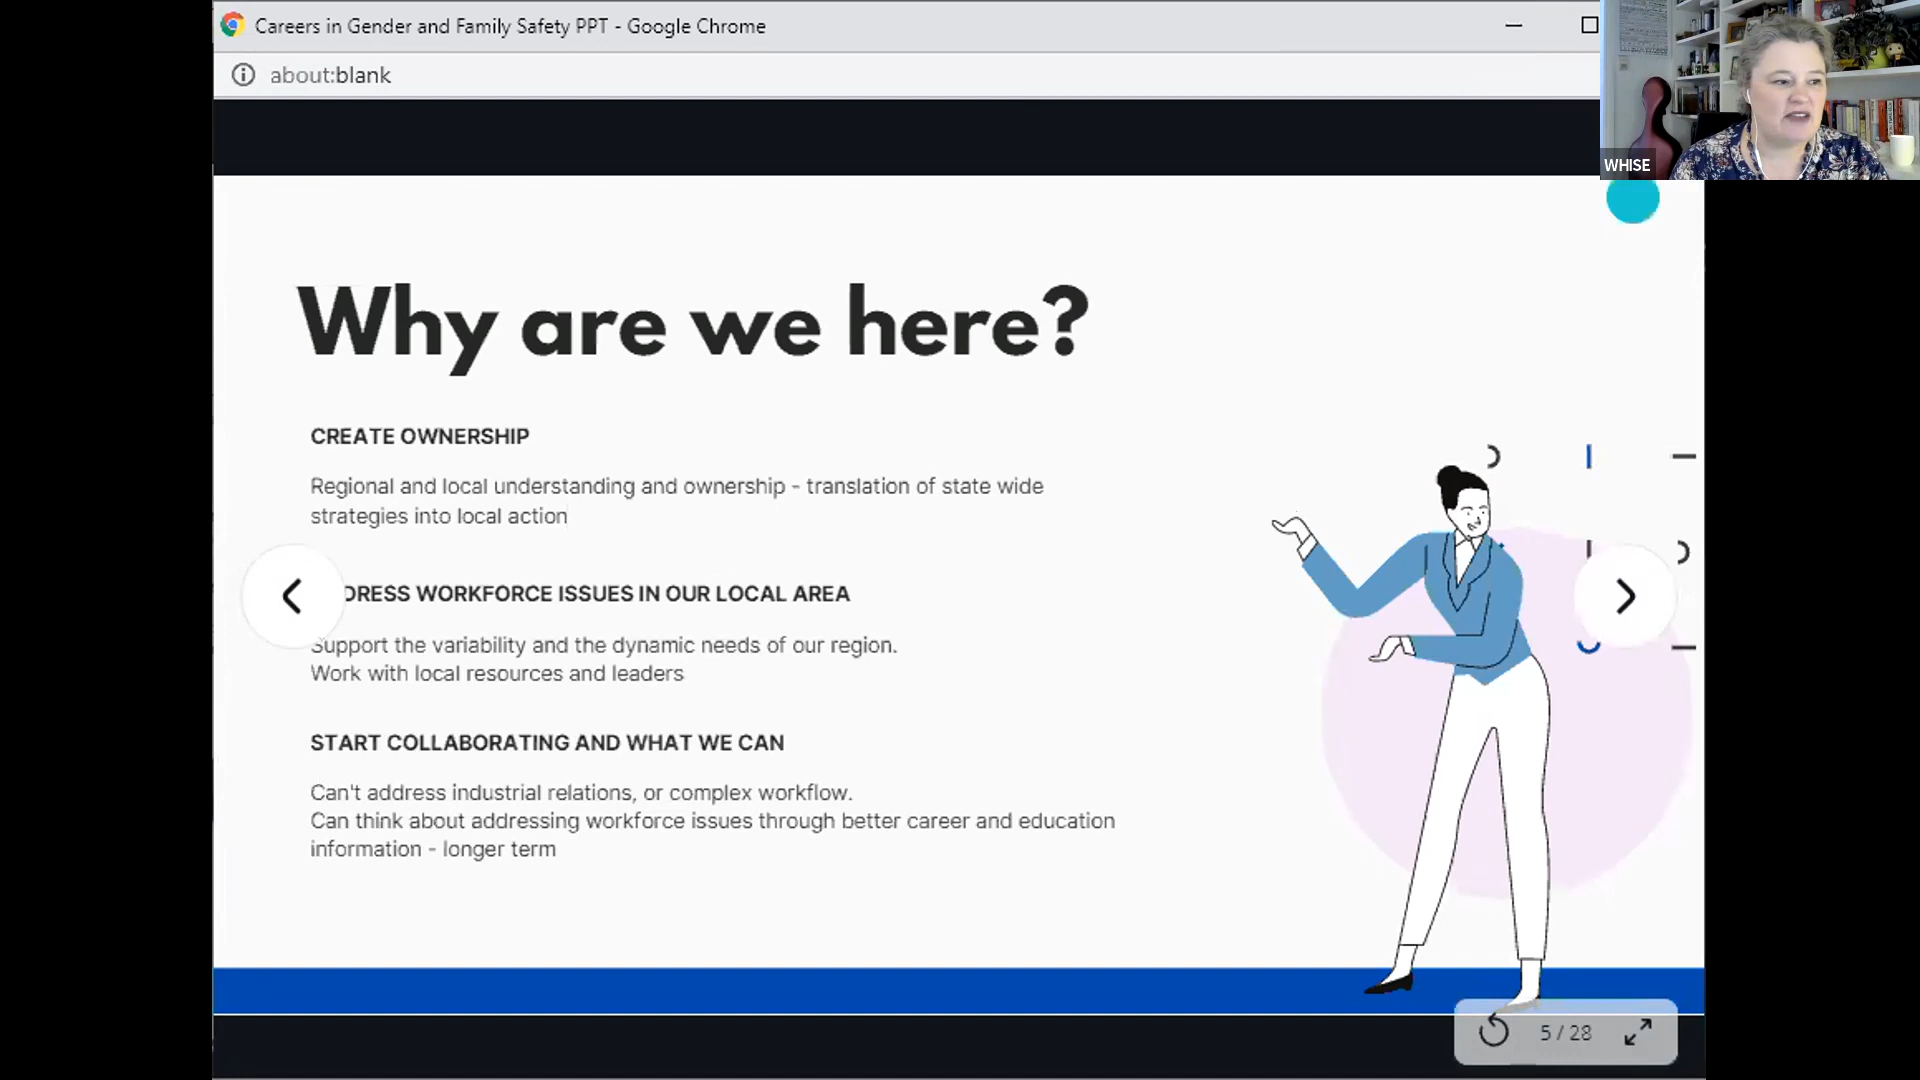 Careers in Gender and Family Safety PPT - Google Chrome
about:blank
WHISE
Why are we here?
CREATE OWNERSHIP
Regional and local understanding and ownership - translation of state wide
strategies into local action
DRESS WORKFORCE ISSUES IN OUR LOCAL AREA
Support the variability and the dynamic needs of our region.
Work with local resources and leaders
START COLLABORATING AND WHAT WE CAN
Can't address industrial relations, or complex workflow.
Can think about addressing workforce issues through better career and education
information - longer term
5 / 28